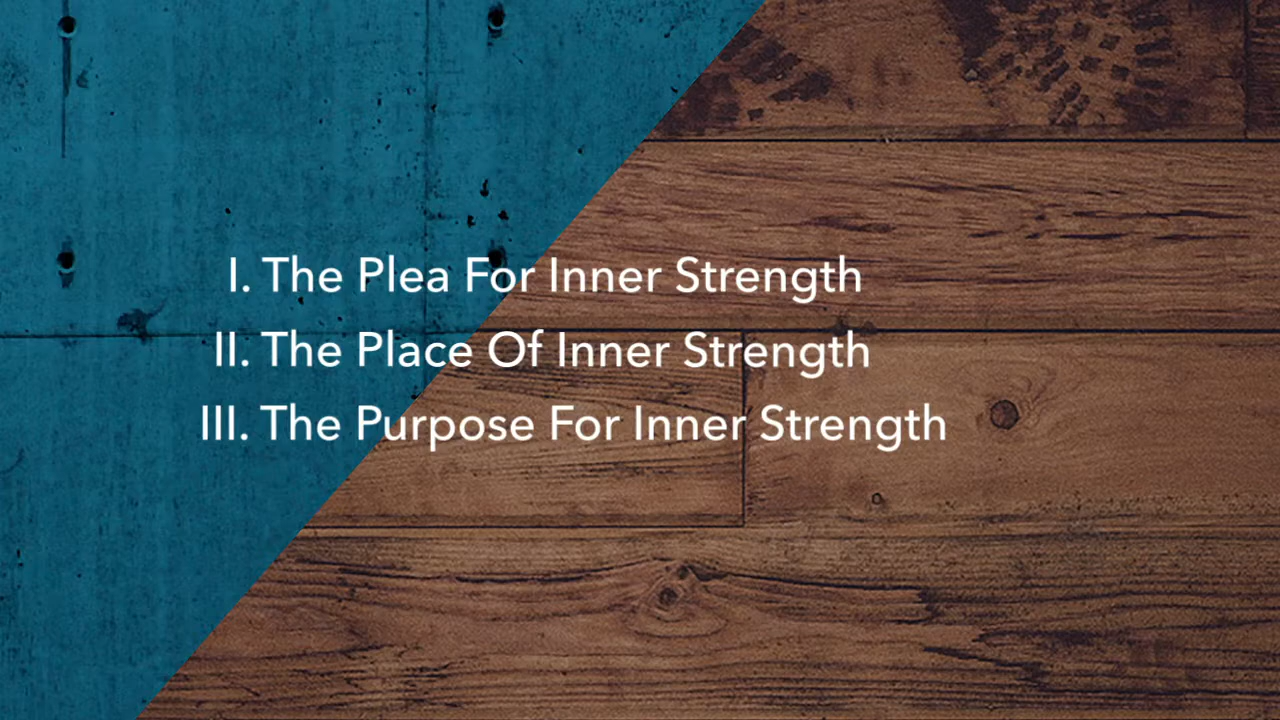 I. The Plea For Inner Strength
II. The Place Of Inner Strength
III. The Purpose For Inner Strength